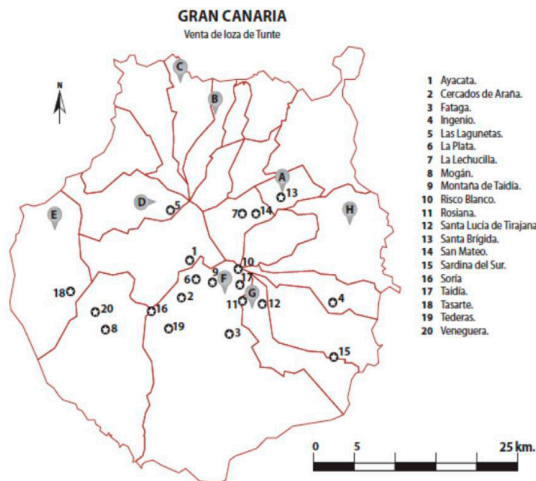 GRAN CANARIA
Venta de loza de Tunte
N
C
B
A
13
D
5
7
14
E
H
1
10
6
9
F
17
18
2
11
G
12
4
20
16
8
19
3
15
1 Ayacata.
2 Cercados de Araña.
3 Fataga.
4 Ingenio.
5 Las Lagunetas.
6 La Plata.
7 La Lechucilla.
8 Mogán.
9 Montaña de Taidía.
10 Risco Blanco.
11 Rosiana.
12 Santa Lucía de Tirajana
13 Santa Brígida.
14 San Mateo.
15 Sardina del Sur.
16 Soria
17 Taidía.
18 Tasarte.
19 Tederas.
20 Veneguera.
0 5 25 km.